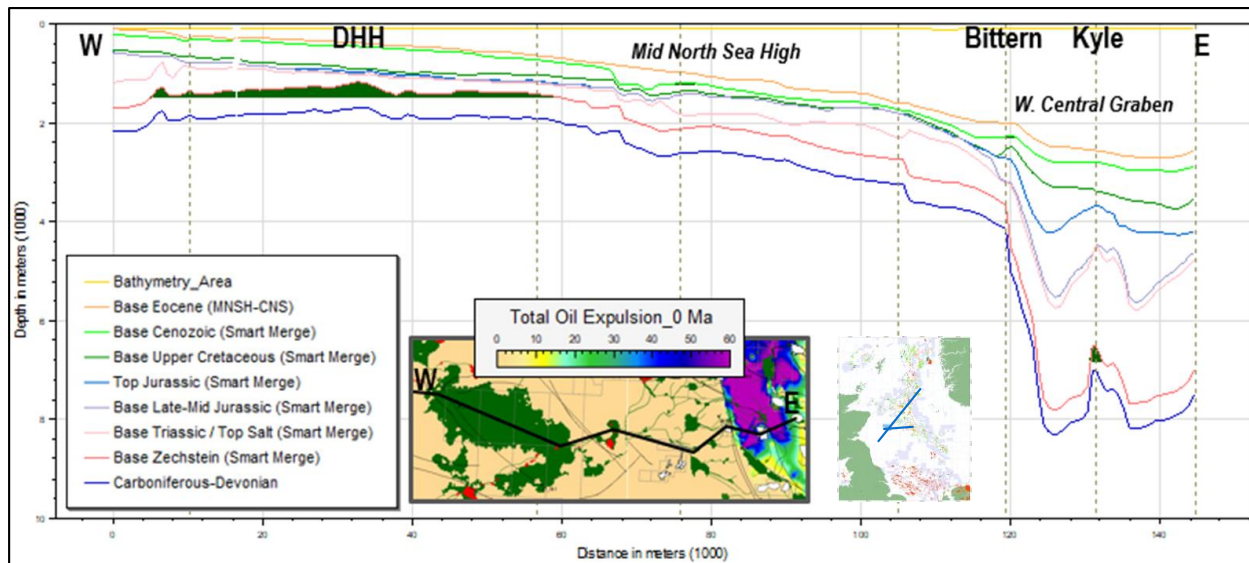 W
DHH
Mid North Sea High
Bittern
Kyle
E
W. Central Graben
Depth in meters (1000)
0
2
4
6
8
10
Bathymetry_Area
Base Eocene (MNSH-CNS)
Base Cenozoic (Smart Merge)
Base Upper Cretaceous (Smart Merge)
Top Jurassic (Smart Merge)
Base Late-Mid Jurassic (Smart Merge)
Base Triassic / Top Salt (Smart Merge)
Base Zechstein (Smart Merge)
Carboniferous-Devonian
Total Oil Expulsion_0 Ma
0 10 20 30 40 50 60
W
E
0 20 40 60 80 100 120 140
Distance in meters (1000)